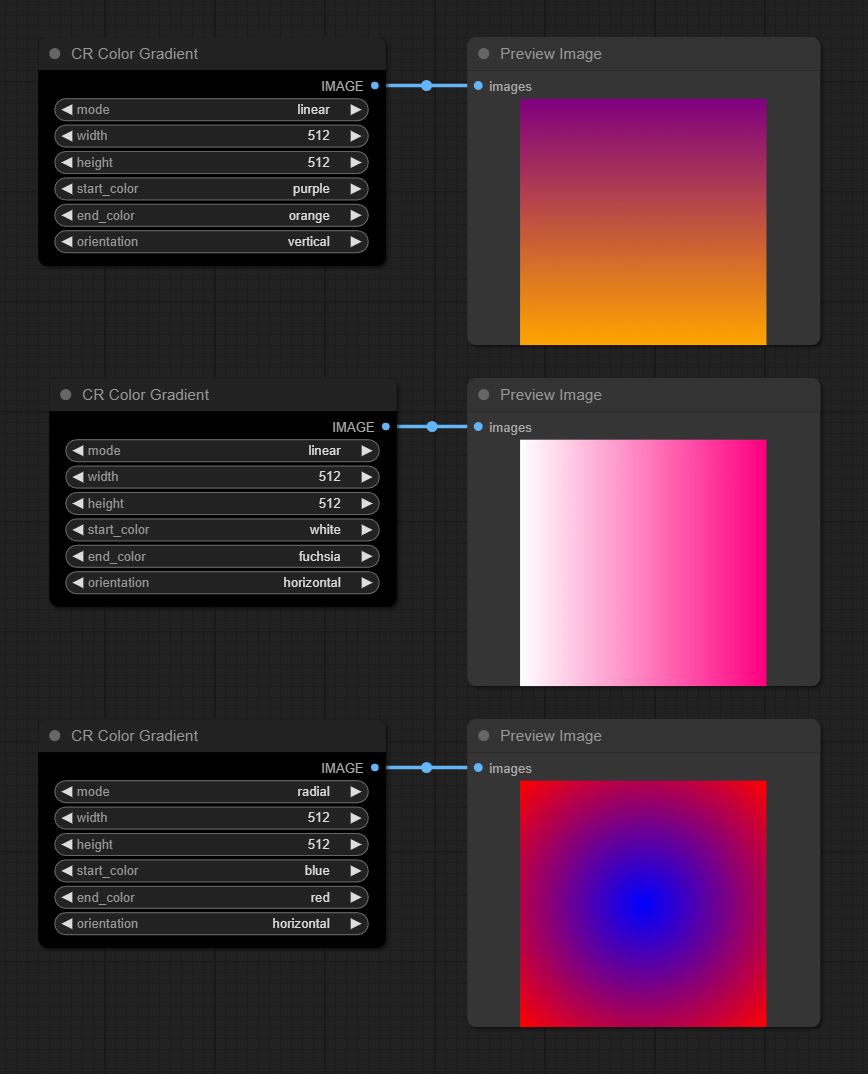 CR Color Gradient
IMAGE
mode linear
width 512
height 512
start_color purple
end_color orange
orientation vertical
Preview Image
images
CR Color Gradient
IMAGE
mode linear
width 512
height 512
start_color white
end_color fuchsia
orientation horizontal
Preview Image
images
CR Color Gradient
IMAGE
mode radial
width 512
height 512
start_color blue
end_color red
orientation horizontal
Preview Image
images